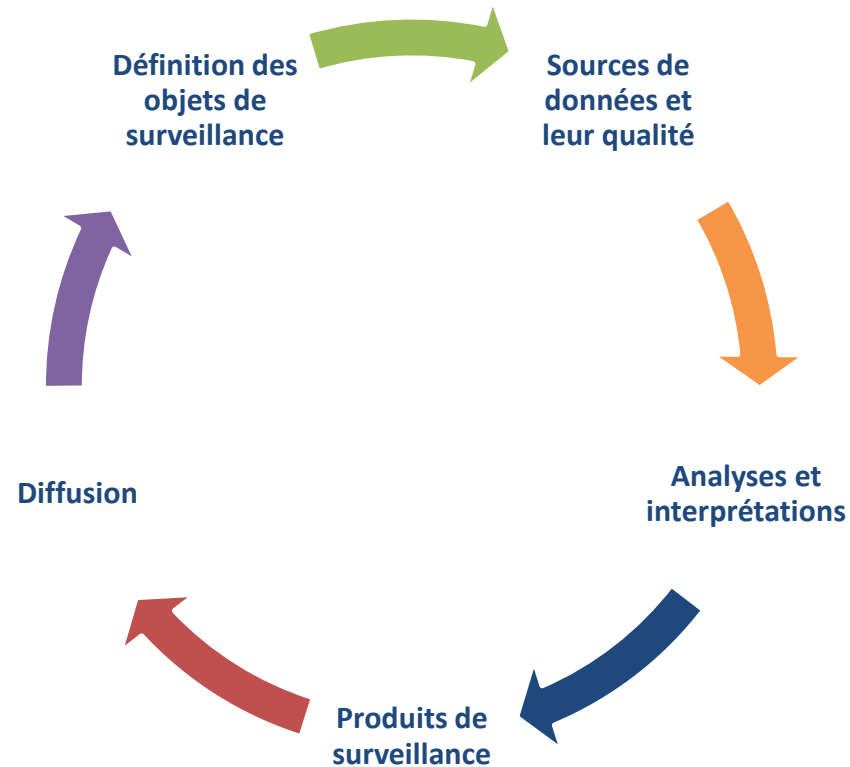 Définition des
objets de
surveillance
Sources de
données et
leur qualité
Analyses et
interprétations
Produits de
surveillance
Diffusion